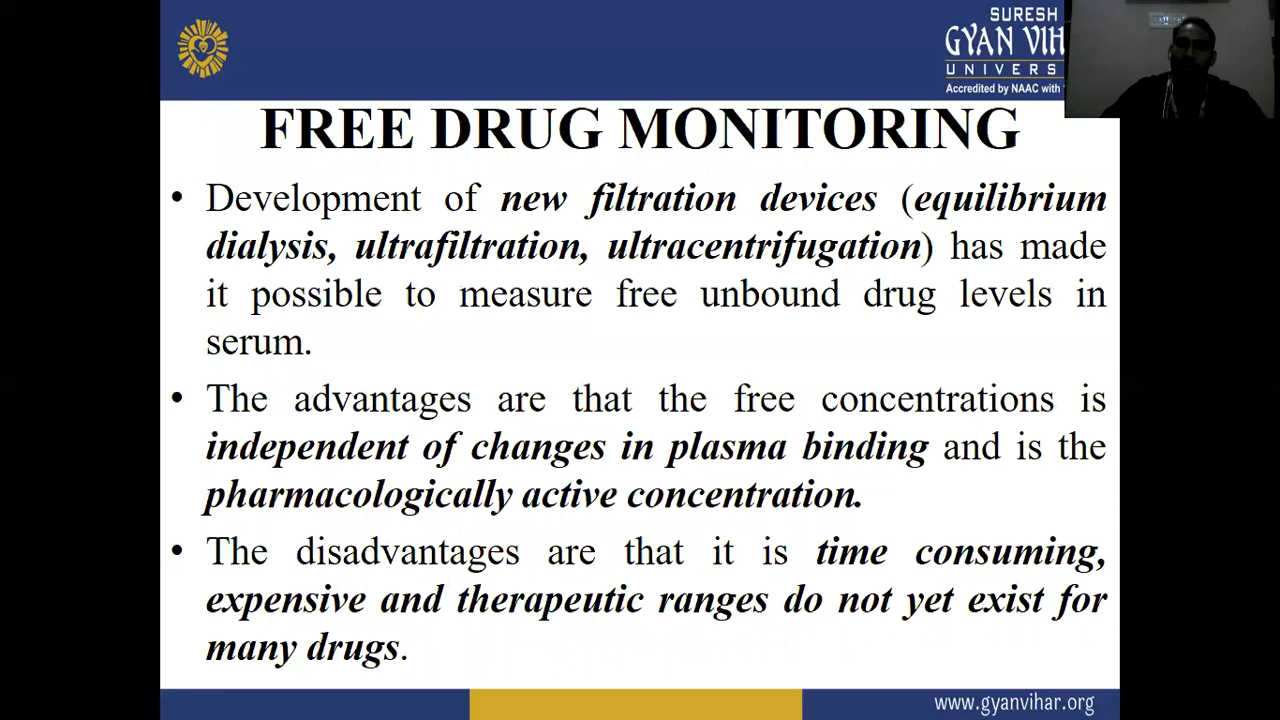 SURESH
GYAN VIH
UNIVERS
Accredited by NAAC with
FREE DRUG MONITORING
• Development of new filtration devices (equilibrium
dialysis, ultrafiltration, ultracentrifugation) has made
it possible to measure free unbound drug levels in
serum.
• The advantages are that the free concentrations is
independent of changes in plasma binding and is the
pharmacologically active concentration.
• The disadvantages are that it is time consuming,
expensive and therapeutic ranges do not yet exist for
many drugs.
www.gyanvihar.org